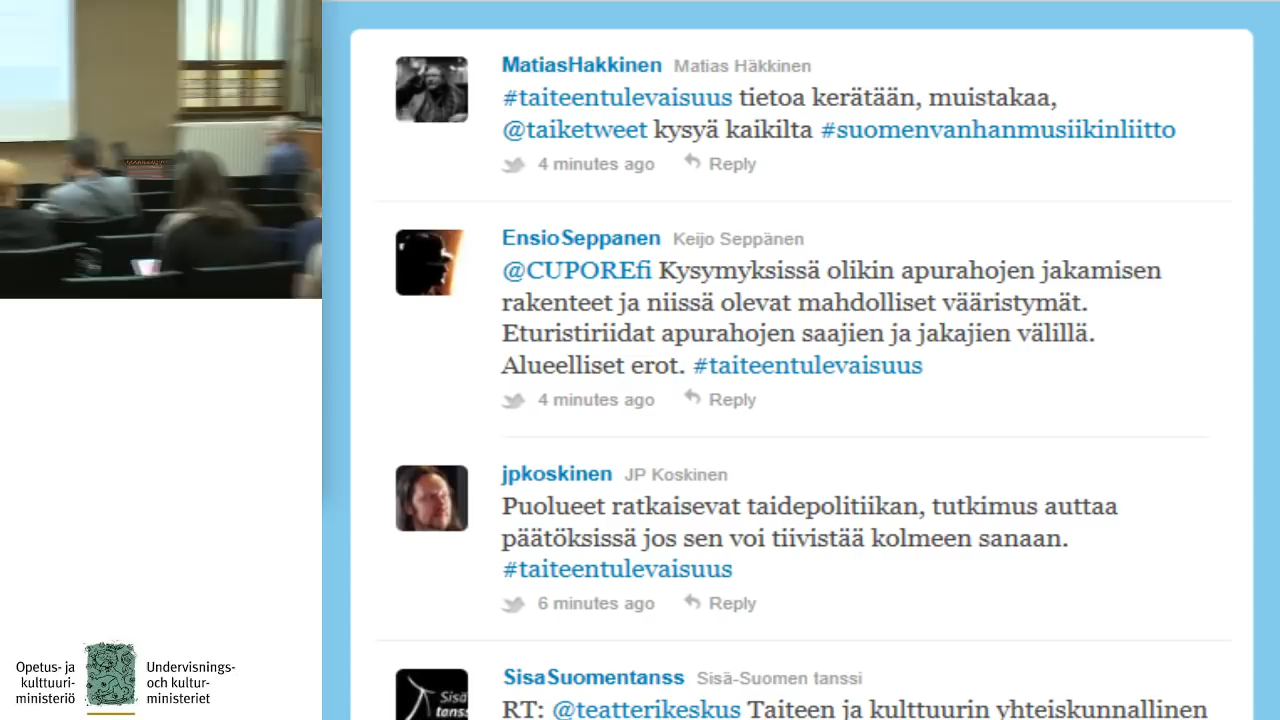 MatiasHakkinen Matias Häkkinen
#taiteentulevaisuus tietoa kerätään, muistakaa,
@taiketweet kysyä kaikilta #suomenvanhanmusiikinliitto
4 minutes ago Reply
EnsioSeppanen Keijo Seppänen
@CUPOREfi Kysymyksissä olikin apurahojen jakamisen
rakenteet ja niissä olevat mahdolliset vääristymät.
Eturistiriidat apurahojen saajien ja jakajien välillä.
Alueelliset erot. #taiteentulevaisuus
4 minutes ago Reply
jpkoskinen JP Koskinen
Puolueet ratkaisevat taidepolitiikan, tutkimus auttaa
päätöksissä jos sen voi tiivistää kolmeen sanaan.
#taiteentulevaisuus
6 minutes ago Reply
SisaSuomentanss Sisä-Suomen tanssi
Sisä
tanss
RT: @teatterikeskus Taiteen ja kulttuurin yhteiskunnallinen
Opetus- ja
kulttuuri-
ministeriö
Undervisnings-
och kultur-
ministeriet